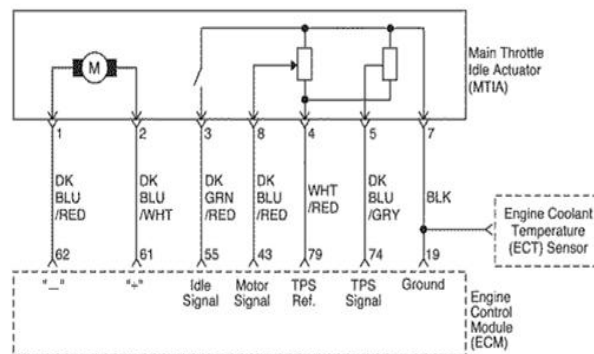 Main Throttle
Idle Actuator
(MTIA)
M
1 2 3 8 4 5 7
DK BLU /RED
DK BLU /WHT
DK GRN /RED
DK BLU /RED
WHT /RED
DK BLU /GRY
BLK
Engine Coolant
Temperature
(ECT) Sensor
62 61 55 43 79 74 19
"—" "+" Idle Signal Motor Signal TPS Ref. TPS Signal Ground
Engine
Control
Module
(ECM)